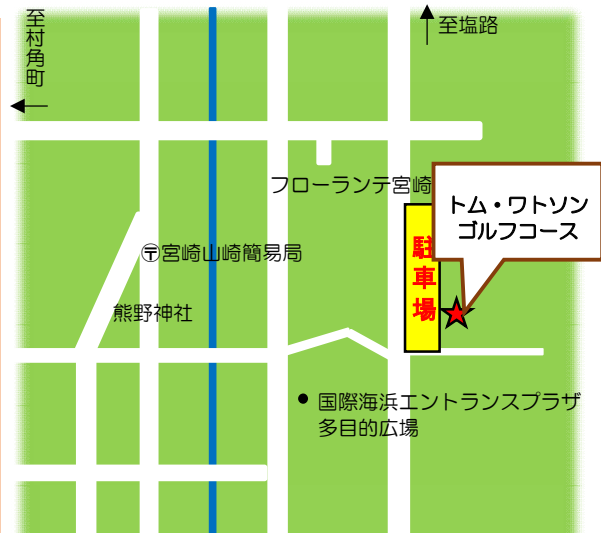 至村角町
至塩路
フローランテ宮崎
トム・ワトソン
ゴルフコース
〶宮崎山崎簡易局
駐車場
熊野神社
国際海浜エントランスプラザ
多目的広場